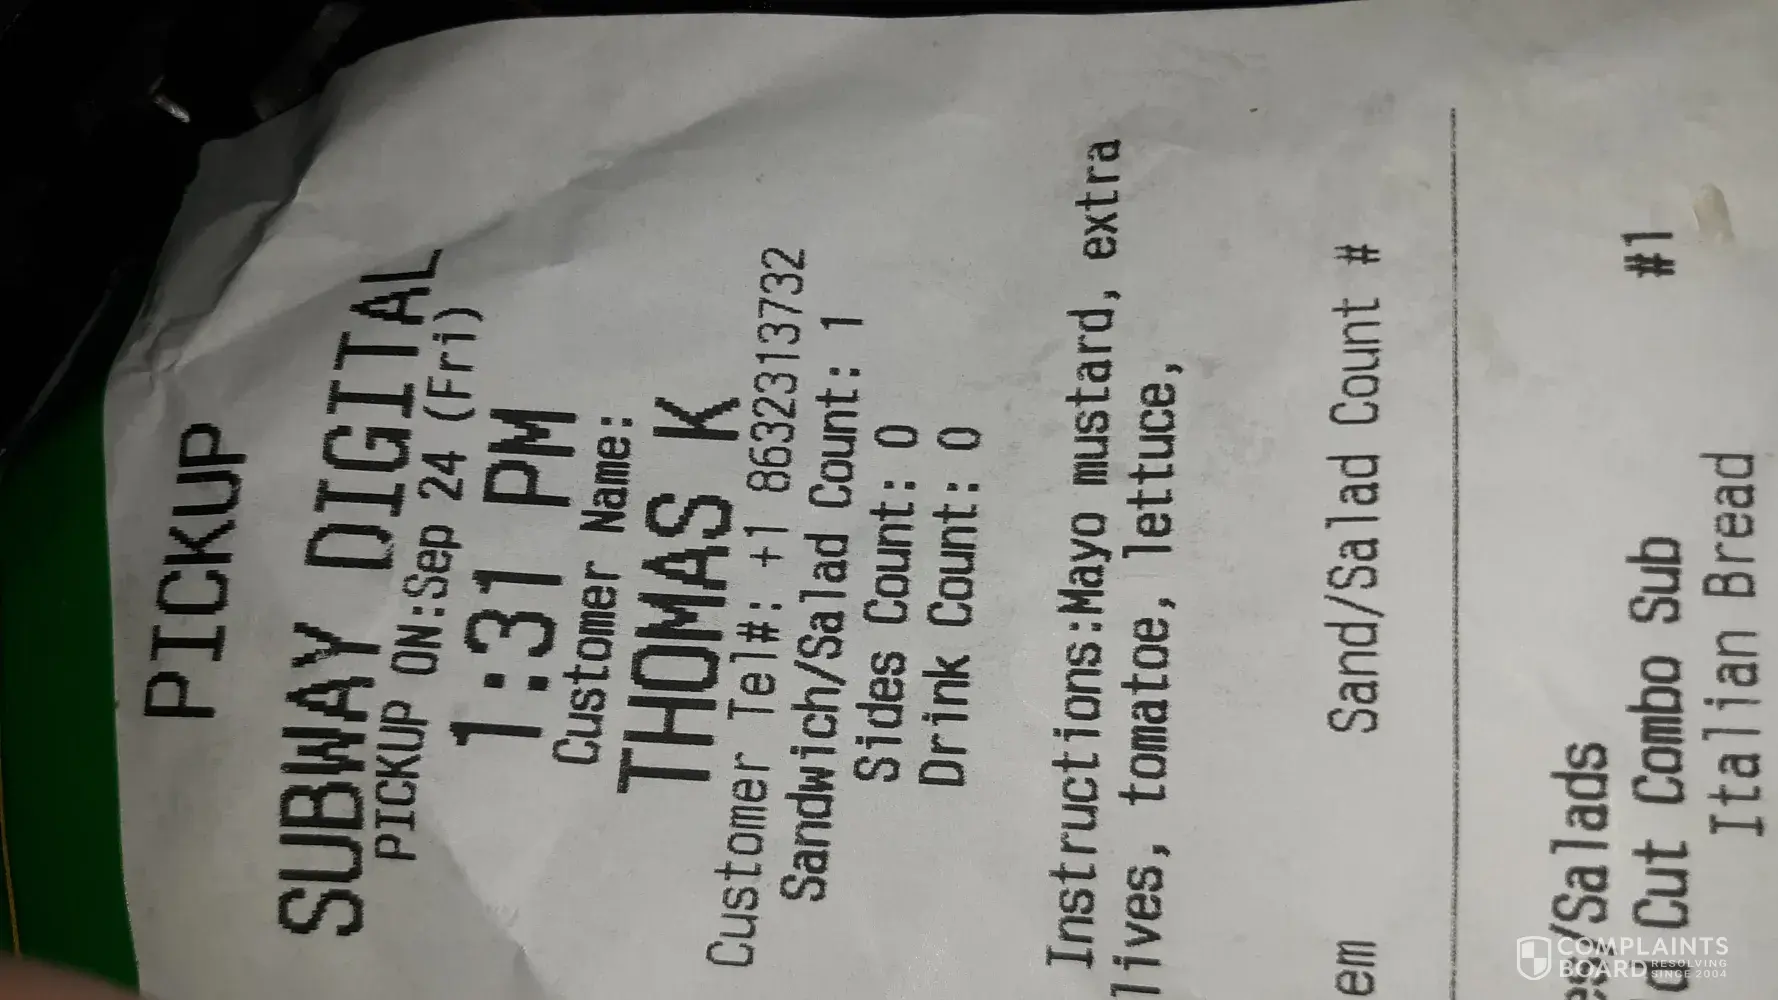 PICKUP
SUBWAY DIGITAL
PICKUP ON:Sep 24 (Fri)
1:31 PM
Customer Name:
THOMAS K
Customer Tel#: +1 8632313732
Sandwich/Salad Count: 1
Sides Count: 0
Drink Count: 0
Instructions:Mayo mustard, extra
lives, tomatoe, lettuce,
em Sand/Salad Count #
es/Salads
Cut Combo Sub #1
Italian Bread
COMPLAINTS
BOARD RESOLVING
SINCE 2004